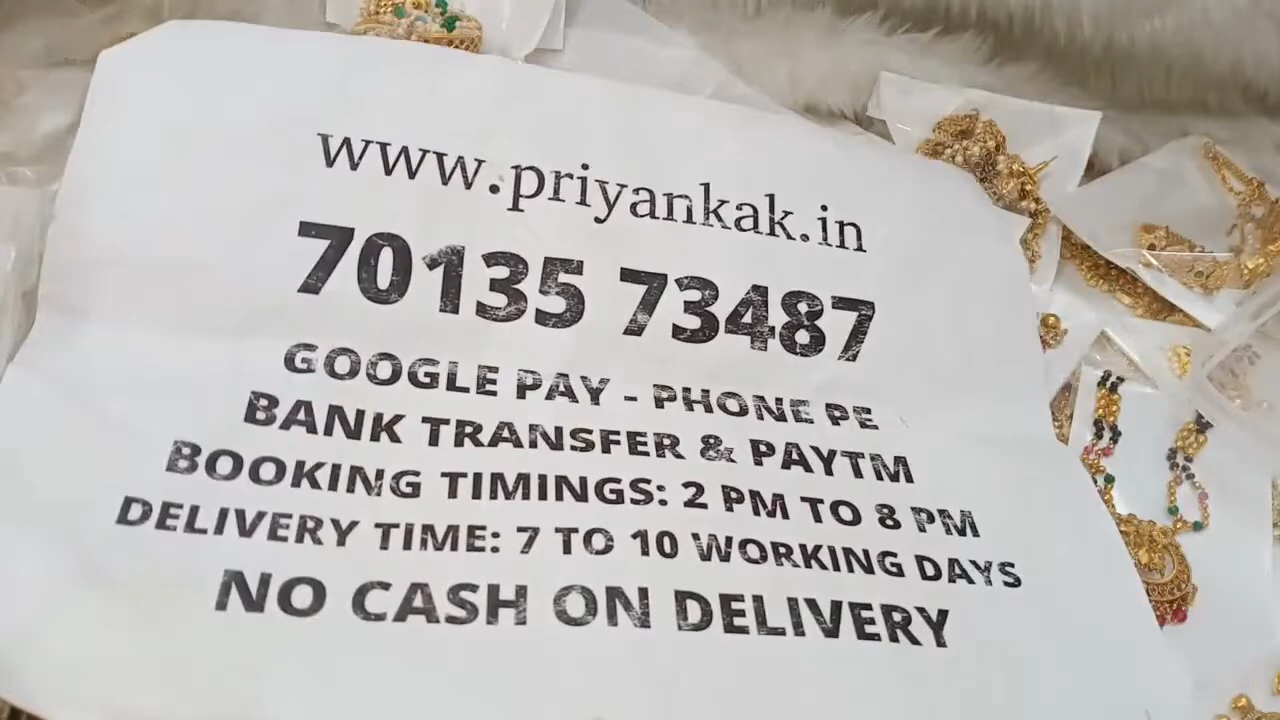 www.priyankak.in
70135 73487
GOOGLE PAY - PHONE PE
BANK TRANSFER & PAYTM
BOOKING TIMINGS: 2 PM TO 8 PM
DELIVERY TIME: 7 TO 10 WORKING DAYS
NO CASH ON DELIVERY